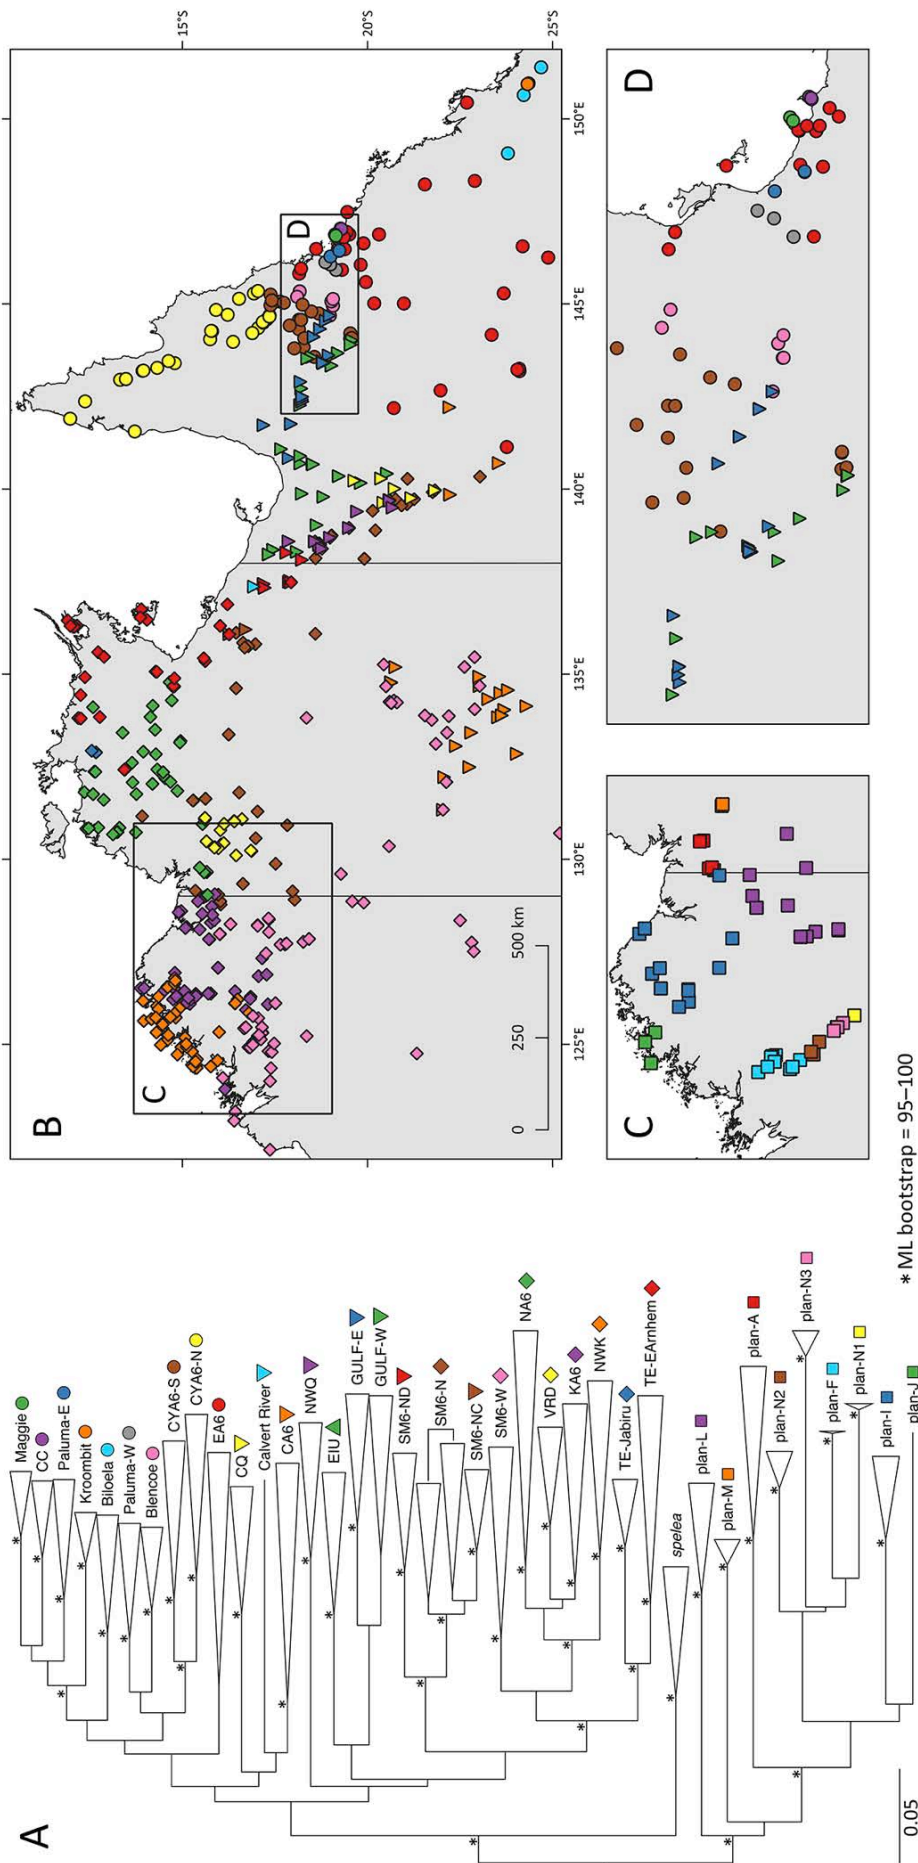 A
Maggie
CC
Paluma-E
Kroombit
Biloela
Paluma-W
Blencoe
CYA6-S
CYA6-N
EA6
CQ
Calvert River
CA6
NWQ
EIU
GULF-E
GULF-W
SM6-ND
SM6-N
SM6-NC
SM6-W
NA6
VRD
KA6
NWK
TE-Jabiru
TE-EArnhem
spelea
plan-L
plan-M
plan-A
plan-N2
plan-N3
plan-F
plan-N1
plan-I
plan-J
0.05
* ML bootstrap = 95–100
B
C
D
0 250 500 km
125°E 130°E 135°E 140°E 145°E 150°E
15°S
20°S
25°S
C
D